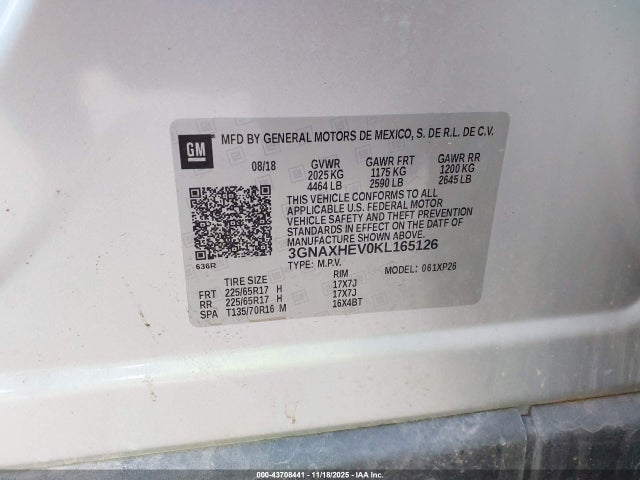 GM
MFD BY GENERAL MOTORS DE MEXICO, S. DE R.L. DE C.V.
08/18 GVWR GAWR FRT GAWR RR
2025 KG 1175 KG 1200 KG
4464 LB 2590 LB 2645 LB
THIS VEHICLE CONFORMS TO ALL
APPLICABLE U.S. FEDERAL MOTOR
VEHICLE SAFETY AND THEFT PREVENTION
STANDARDS IN EFFECT ON THE DATE OF
MANUFACTURE SHOWN ABOVE.
3GNAXHEV0KL165126
636R
TYPE: M.P.V. MODEL: 061XP26
TIRE SIZE RIM
FRT 225/65R17 H 17X7J
RR 225/65R17 H 17X7J
SPA T135/70R16 M 16X4BT
000-43708441 - 11/18/2025 - IAA Inc.